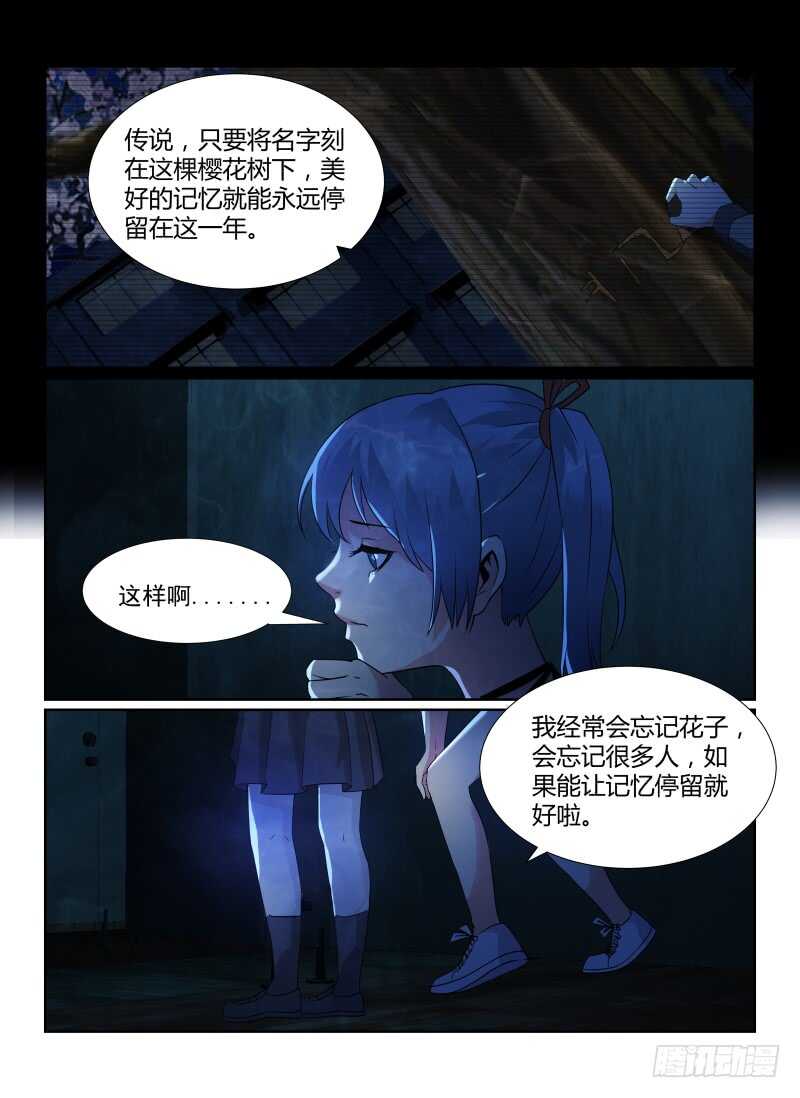 传说，只要将名字刻
在这棵樱花树下，美
好的记忆就能永远停
留在这一年。
这样啊.......
我经常会忘记花子，
会忘记很多人，如
果能让记忆停留就
好啦。
腾讯动漫